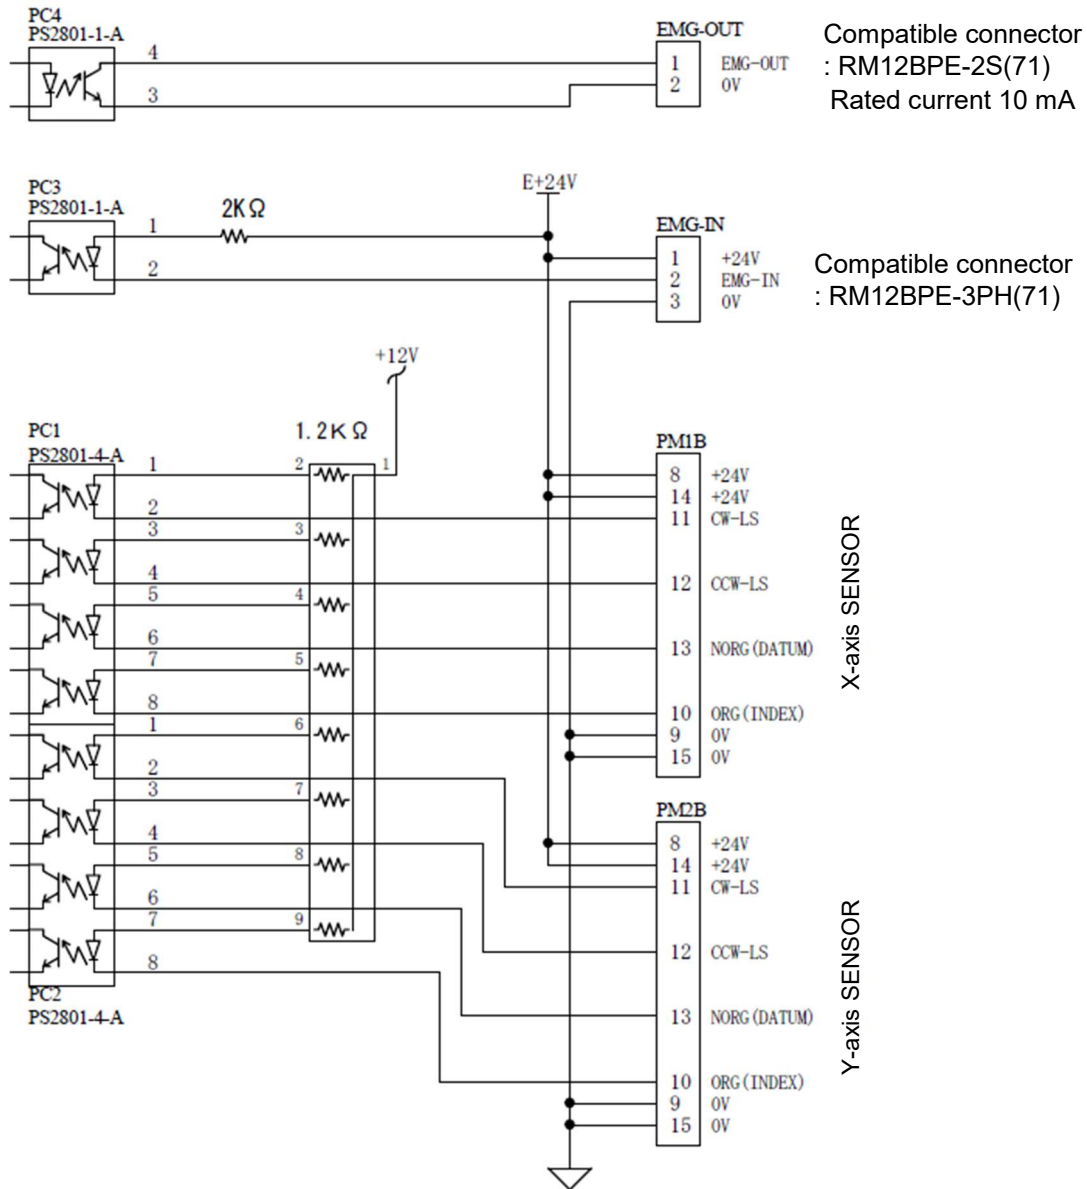 PC4
PS2801-1-A
4
3
EMG-OUT
1 EMG-OUT
2 0V
Compatible connector
: RM12BPE-2S(71)
Rated current 10 mA
PC3
PS2801-1-A
1
2
2KΩ
E+24V
EMG-IN
1 +24V
2 EMG-IN
3 0V
Compatible connector
: RM12BPE-3PH(71)
+12V
PC1
PS2801-4-A
1.2KΩ
1
2
3
4
5
6
7
8
1
2
3
4
5
6
7
8
2
3
4
5
6
7
8
9
1
PC2
PS2801-4-A
PM1B
8 +24V
14 +24V
11 CW-LS
12 CCW-LS
13 NORG(DATUM)
10 ORG(INDEX)
9 0V
15 0V
X-axis SENSOR
PM2B
8 +24V
14 +24V
11 CW-LS
12 CCW-LS
13 NORG(DATUM)
10 ORG(INDEX)
9 0V
15 0V
Y-axis SENSOR